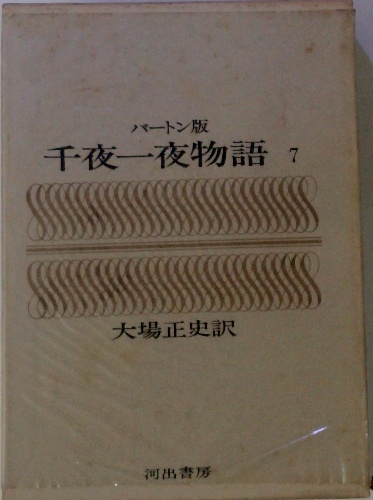 バートン版
千夜一夜物語 7
大場正史訳
河出書房